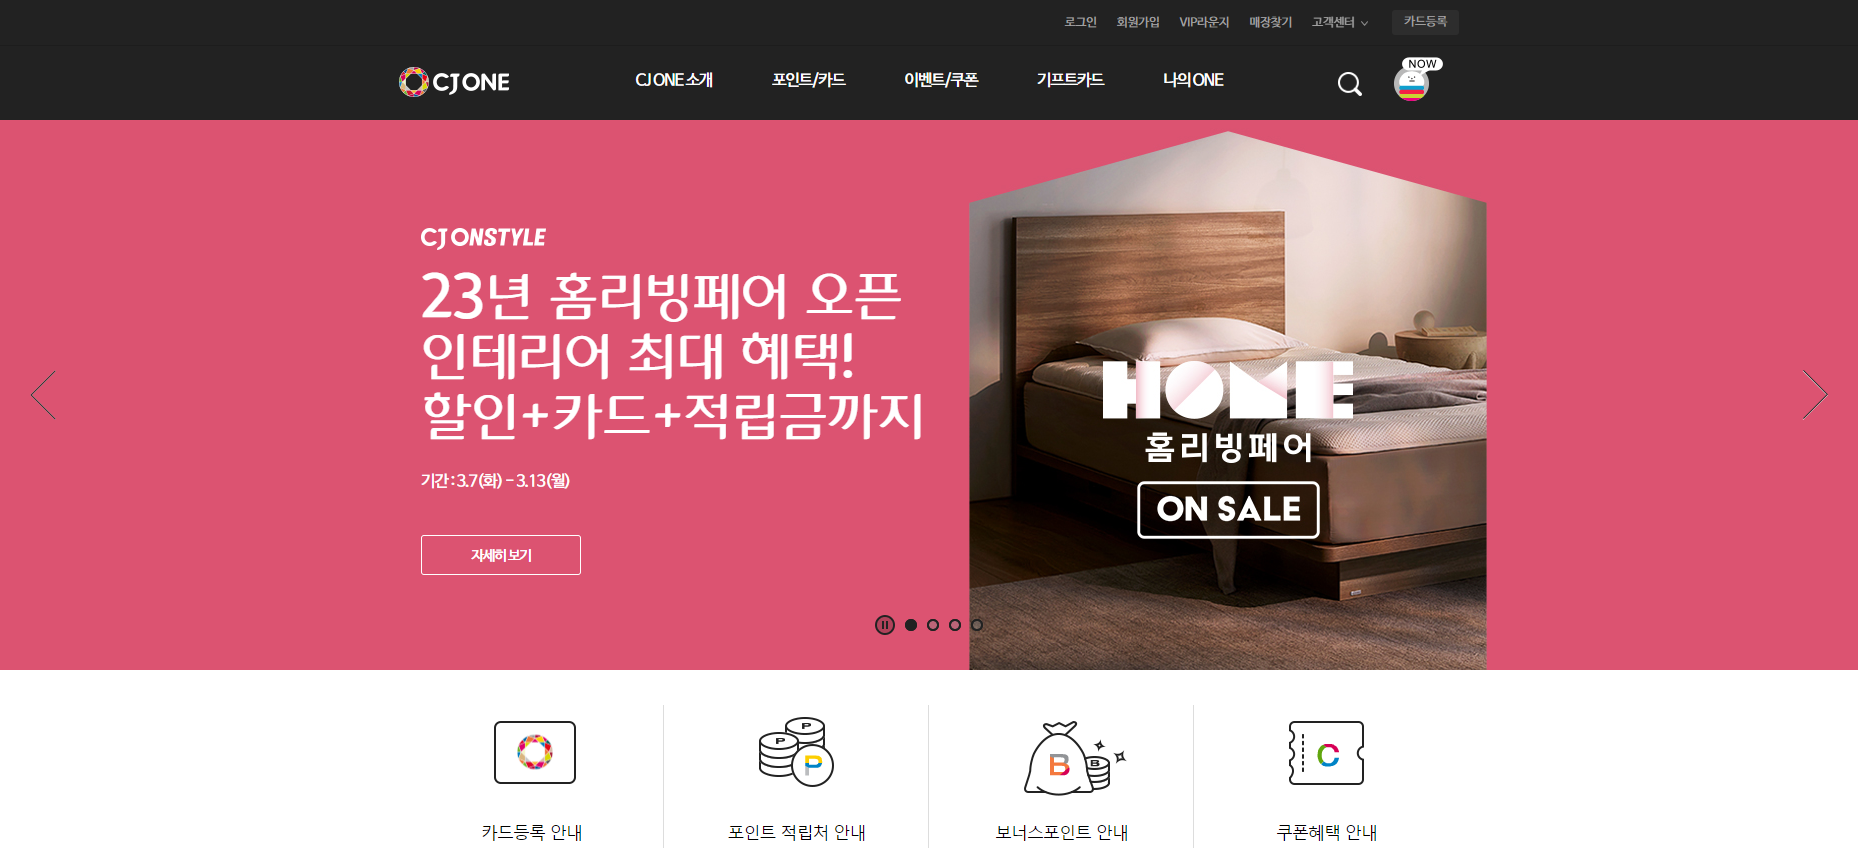 로그인 회원가입 VIP라운지 매장찾기 고객센터 카드등록
CJ ONE CJ ONE 소개 포인트/카드 이벤트/쿠폰 기프트카드 나의 ONE NOW
CJ ONSTYLE
23년 홈리빙페어 오픈
인테리어 최대 혜택!
할인+카드+적립금까지
기간 : 3.7(화) - 3.13(월)
자세히 보기
HOME
홈리빙페어
ON SALE
P P P B B C
카드등록 안내 포인트 적립처 안내 보너스포인트 안내 쿠폰혜택 안내